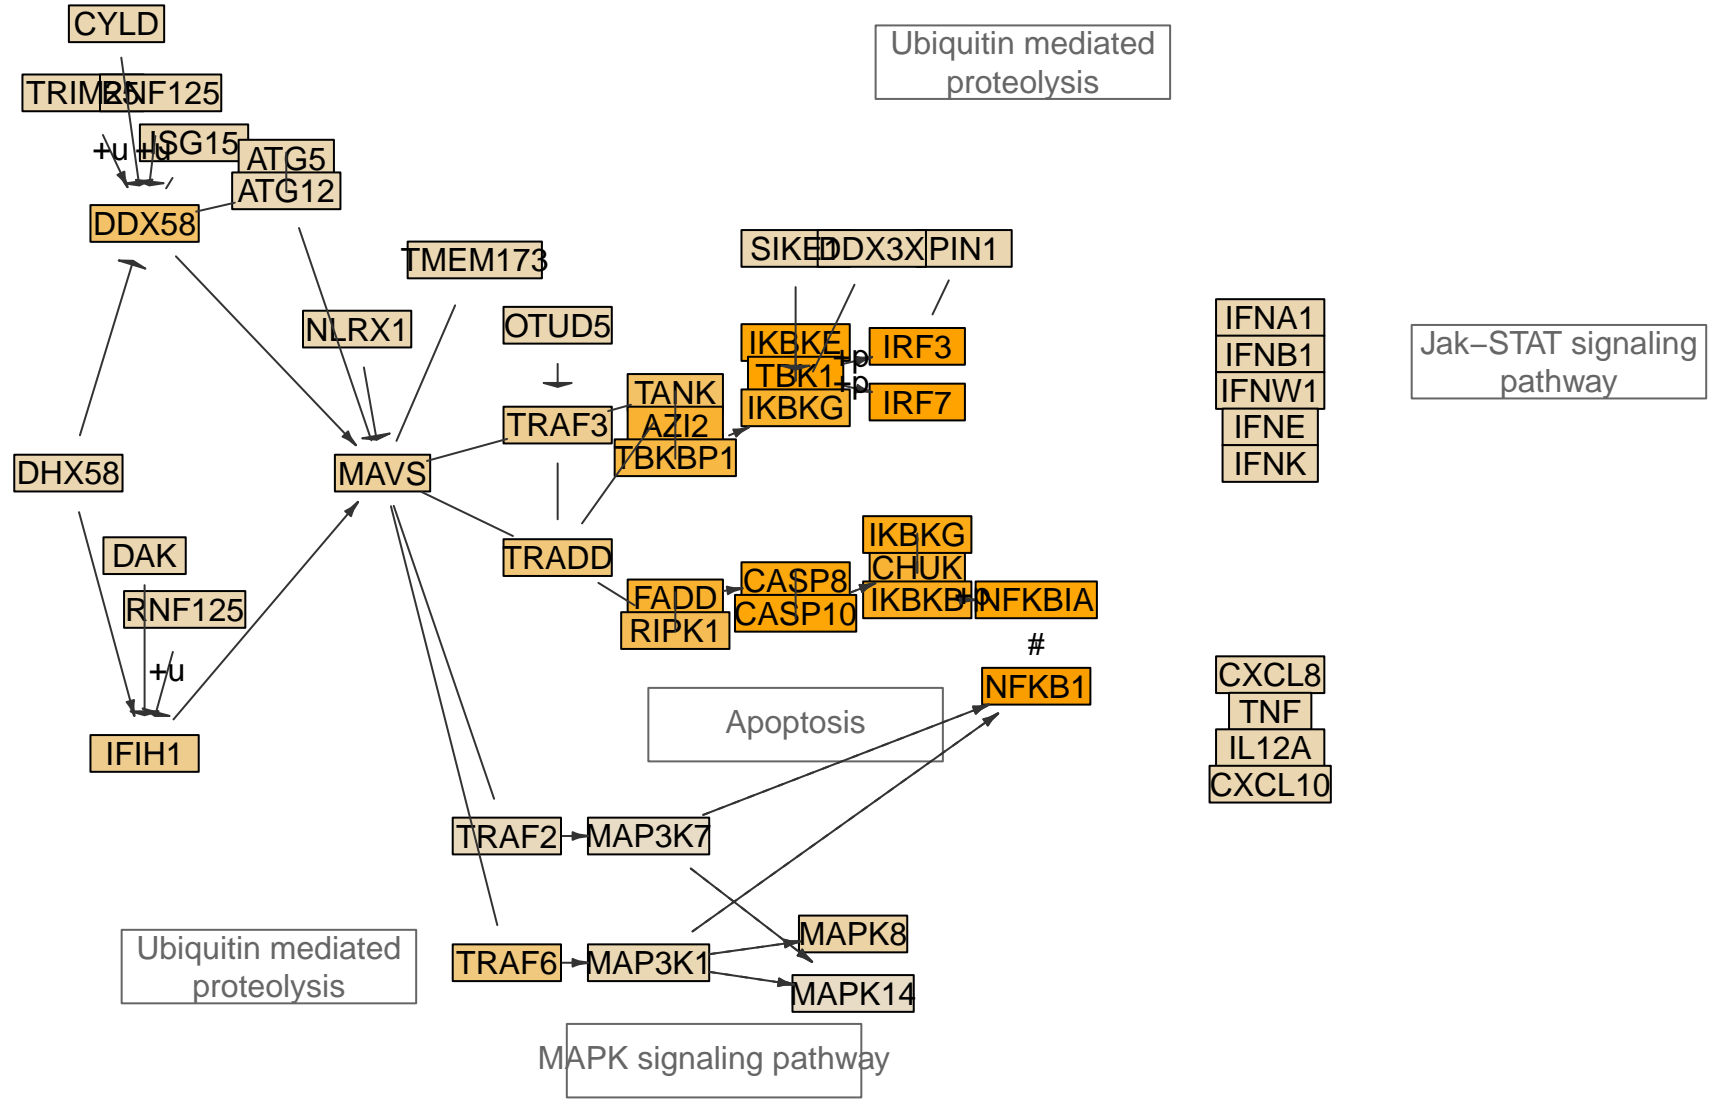 CYLD
Ubiquitin mediated
proteolysis
TRIM25
RNF125
ISG15
+u
+u
ATG5
ATG12
DDX58
TMEM173
SIKE1
DDX3X
PIN1
NLRX1
OTUD5
IKBKE
TBK1
IKBKG
+p
+p
IRF3
IRF7
IFNA1
IFNB1
IFNW1
IFNE
IFNK
Jak−STAT signaling
pathway
TANK
AZI2
TBKBP1
TRAF3
DHX58
MAVS
DAK
RNF125
+u
IFIH1
TRADD
FADD
RIPK1
CASP8
CASP10
IKBKG
CHUK
IKBKB
+p
NFKBIA
#
NFKB1
Apoptosis
CXCL8
TNF
IL12A
CXCL10
TRAF2
MAP3K7
TRAF6
MAP3K1
MAPK8
MAPK14
Ubiquitin mediated
proteolysis
MAPK signaling pathway